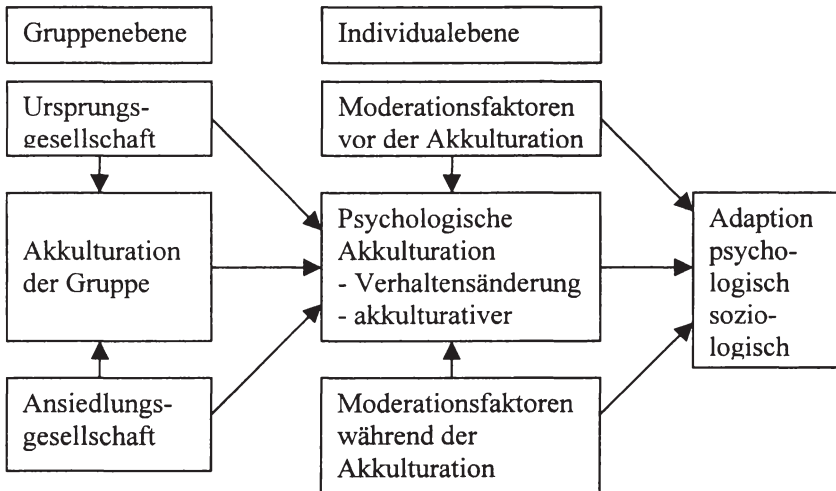 Gruppenebene
Individualebene
Ursprungs-
gesellschaft
Moderationsfaktoren
vor der Akkulturation
Akkulturation
der Gruppe
Psychologische
Akkulturation
- Verhaltensänderung
- akkulturativer
Adaption
psycho-
logisch
sozio-
logisch
Ansiedlungs-
gesellschaft
Moderationsfaktoren
während der
Akkulturation